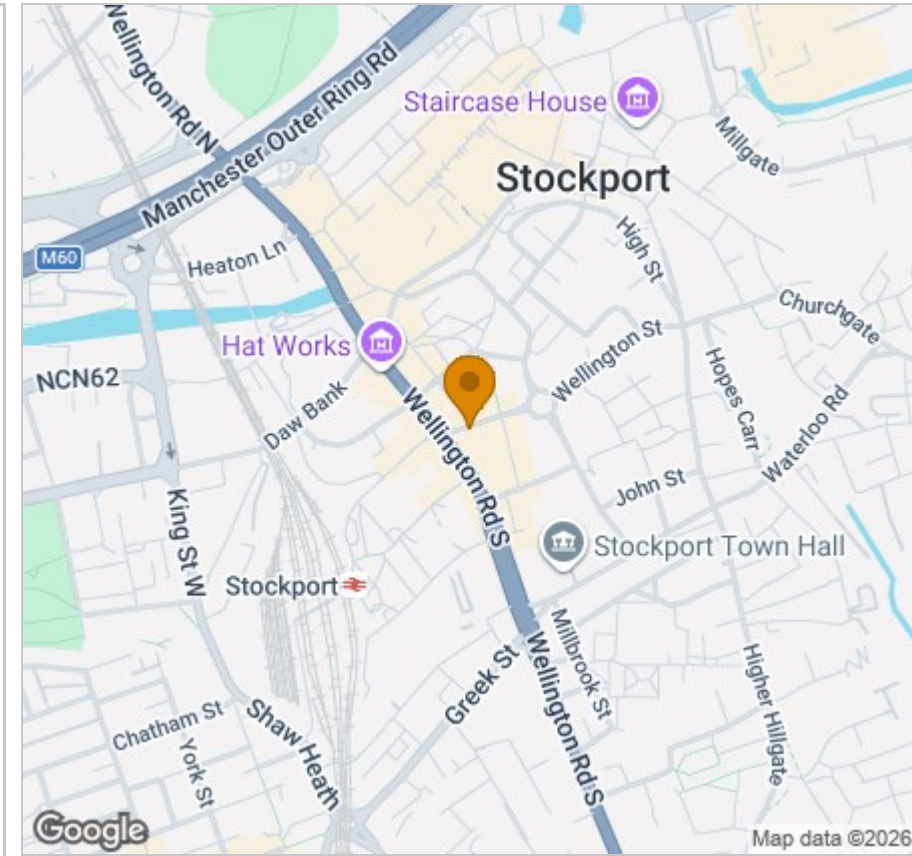 Wellington Rd N
Manchester Outer Ring Rd
Staircase House
Millgate
Stockport
M60
Heaton Ln
High St
Churchgate
Hat Works
Wellington St
NCN62
Hopes Carr
Waterloo Rd
Daw Bank
Wellington Rd S
John St
King St W
Stockport Town Hall
Stockport
Millbrook St
Greek St
Wellington Rd S
Higher Hillgate
Chatham St
York St
Shaw Heath
Google
Map data ©2026